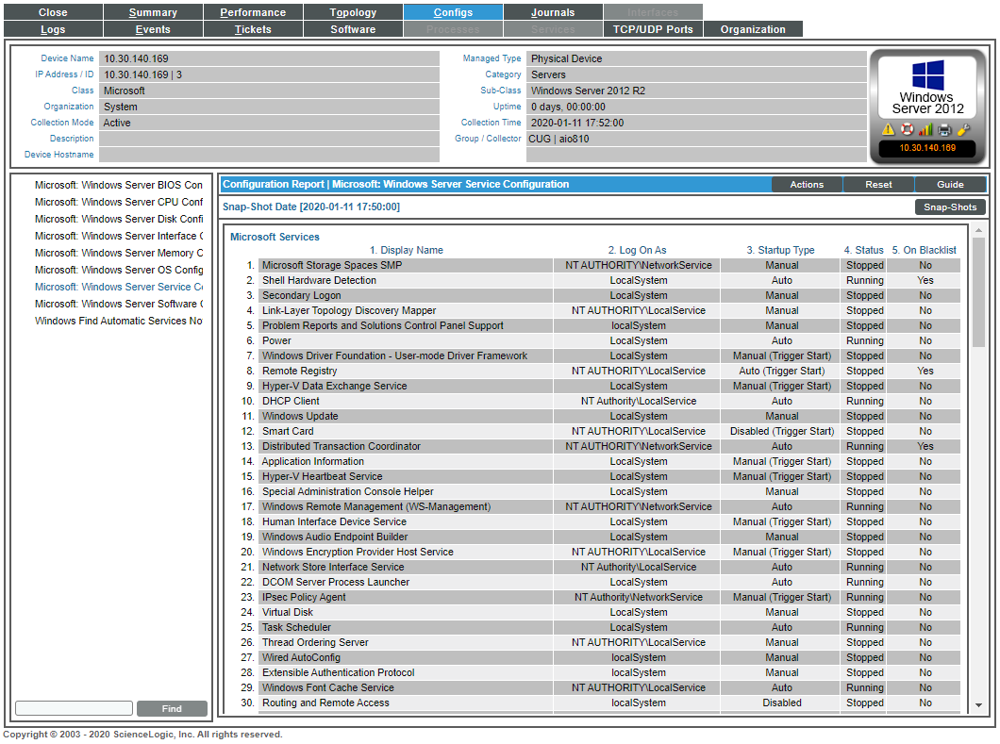 Close Summary Performance Topology Configs Journals Interfaces
Logs Events Tickets Software Processes Services TCP/UDP Ports Organization
Device Name 10.30.140.169 Managed Type Physical Device
IP Address / ID 10.30.140.169 | 3 Category Servers
Class Microsoft Sub-Class Windows Server 2012 R2
Organization System Uptime 0 days, 00:00:00
Collection Mode Active Collection Time 2020-01-11 17:52:00
Description Group / Collector CUG | aio810
Device Hostname
Windows
Server 2012
10.30.140.169
Microsoft: Windows Server BIOS Con
Microsoft: Windows Server CPU Conf
Microsoft: Windows Server Disk Confi
Microsoft: Windows Server Interface C
Microsoft: Windows Server Memory C
Microsoft: Windows Server OS Config
Microsoft: Windows Server Service Co
Microsoft: Windows Server Software C
Windows Find Automatic Services No
Find
Configuration Report | Microsoft: Windows Server Service Configuration Actions Reset Guide
Snap-Shot Date [2020-01-11 17:50:00] Snap-Shots
Microsoft Services
1. Display Name 2. Log On As 3. Startup Type 4. Status 5. On Blacklist
1. Microsoft Storage Spaces SMP NT AUTHORITY\NetworkService Manual Stopped No
2. Shell Hardware Detection LocalSystem Auto Running Yes
3. Secondary Logon LocalSystem Manual Stopped No
4. Link-Layer Topology Discovery Mapper NT AUTHORITY\LocalService Manual Stopped No
5. Problem Reports and Solutions Control Panel Support localSystem Manual Stopped No
6. Power LocalSystem Auto Running No
7. Windows Driver Foundation - User-mode Driver Framework LocalSystem Manual (Trigger Start) Stopped No
8. Remote Registry NT AUTHORITY\LocalService Auto (Trigger Start) Stopped Yes
9. Hyper-V Data Exchange Service LocalSystem Manual (Trigger Start) Stopped No
10. DHCP Client NT Authority\LocalService Auto Running No
11. Windows Update LocalSystem Manual Stopped No
12. Smart Card NT AUTHORITY\LocalService Disabled (Trigger Start) Stopped No
13. Distributed Transaction Coordinator NT AUTHORITY\NetworkService Auto Running Yes
14. Application Information LocalSystem Manual (Trigger Start) Stopped No
15. Hyper-V Heartbeat Service LocalSystem Manual (Trigger Start) Stopped No
16. Special Administration Console Helper LocalSystem Manual Stopped No
17. Windows Remote Management (WS-Management) NT AUTHORITY\NetworkService Auto Running No
18. Human Interface Device Service LocalSystem Manual (Trigger Start) Stopped No
19. Windows Audio Endpoint Builder LocalSystem Manual Stopped No
20. Windows Encryption Provider Host Service NT AUTHORITY\LocalService Manual (Trigger Start) Stopped No
21. Network Store Interface Service NT Authority\LocalService Auto Running No
22. DCOM Server Process Launcher LocalSystem Auto Running No
23. IPsec Policy Agent NT Authority\NetworkService Manual (Trigger Start) Running No
24. Virtual Disk LocalSystem Manual Stopped No
25. Task Scheduler LocalSystem Auto Running No
26. Thread Ordering Server NT AUTHORITY\LocalService Manual Stopped No
27. Wired AutoConfig localSystem Manual Stopped No
28. Extensible Authentication Protocol localSystem Manual Stopped No
29. Windows Font Cache Service NT AUTHORITY\LocalService Auto Running No
30. Routing and Remote Access localSystem Disabled Stopped No
Copyright © 2003 - 2020 ScienceLogic, Inc. All rights reserved.